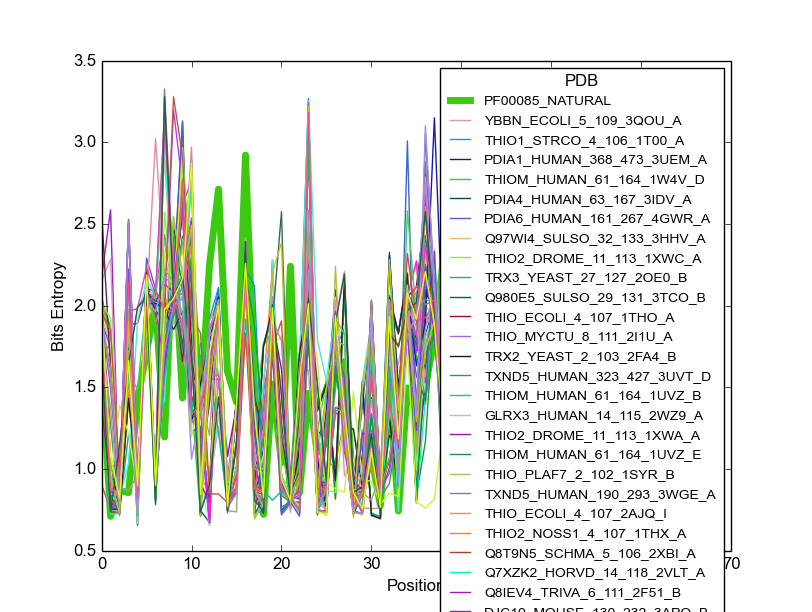 3.5
3.0
2.5
2.0
1.5
1.0
0.5
Bits Entropy
0
10
20
30
70
Position
PDB
PF00085_NATURAL
YBBN_ECOLI_5_109_3QOU_A
THIO1_STRCO_4_106_1T00_A
PDIA1_HUMAN_368_473_3UEM_A
THIOM_HUMAN_61_164_1W4V_D
PDIA4_HUMAN_63_167_3IDV_A
PDIA6_HUMAN_161_267_4GWR_A
Q97WI4_SULSO_32_133_3HHV_A
THIO2_DROME_11_113_1XWC_A
TRX3_YEAST_27_127_2OE0_B
Q980E5_SULSO_29_131_3TCO_B
THIO_ECOLI_4_107_1THO_A
THIO_MYCTU_8_111_2I1U_A
TRX2_YEAST_2_103_2FA4_B
TXND5_HUMAN_323_427_3UVT_D
THIOM_HUMAN_61_164_1UVZ_B
GLRX3_HUMAN_14_115_2WZ9_A
THIO2_DROME_11_113_1XWA_A
THIOM_HUMAN_61_164_1UVZ_E
THIO_PLAF7_2_102_1SYR_B
TXND5_HUMAN_190_293_3WGE_A
THIO_ECOLI_4_107_2AJQ_I
THIO2_NOSS1_4_107_1THX_A
Q8T9N5_SCHMA_5_106_2XBI_A
Q7XZK2_HORVD_14_118_2VLT_A
Q8IEV4_TRIVA_6_111_2F51_B